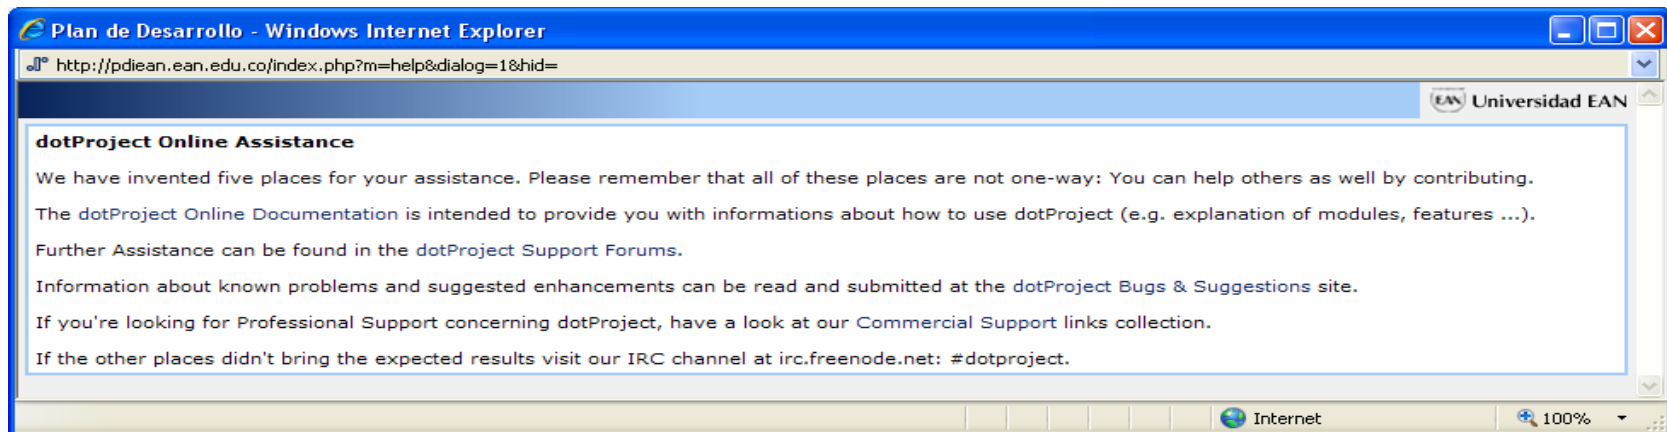 Plan de Desarrollo - Windows Internet Explorer
http://pdiean.ean.edu.co/index.php?m=help&dialog=1&hid=
EAN Universidad EAN
dotProject Online Assistance
We have invented five places for your assistance. Please remember that all of these places are not one-way: You can help others as well by contributing.
The dotProject Online Documentation is intended to provide you with informations about how to use dotProject (e.g. explanation of modules, features ...).
Further Assistance can be found in the dotProject Support Forums.
Information about known problems and suggested enhancements can be read and submitted at the dotProject Bugs & Suggestions site.
If you're looking for Professional Support concerning dotProject, have a look at our Commercial Support links collection.
If the other places didn't bring the expected results visit our IRC channel at irc.freenode.net: #dotproject.
Internet 100%